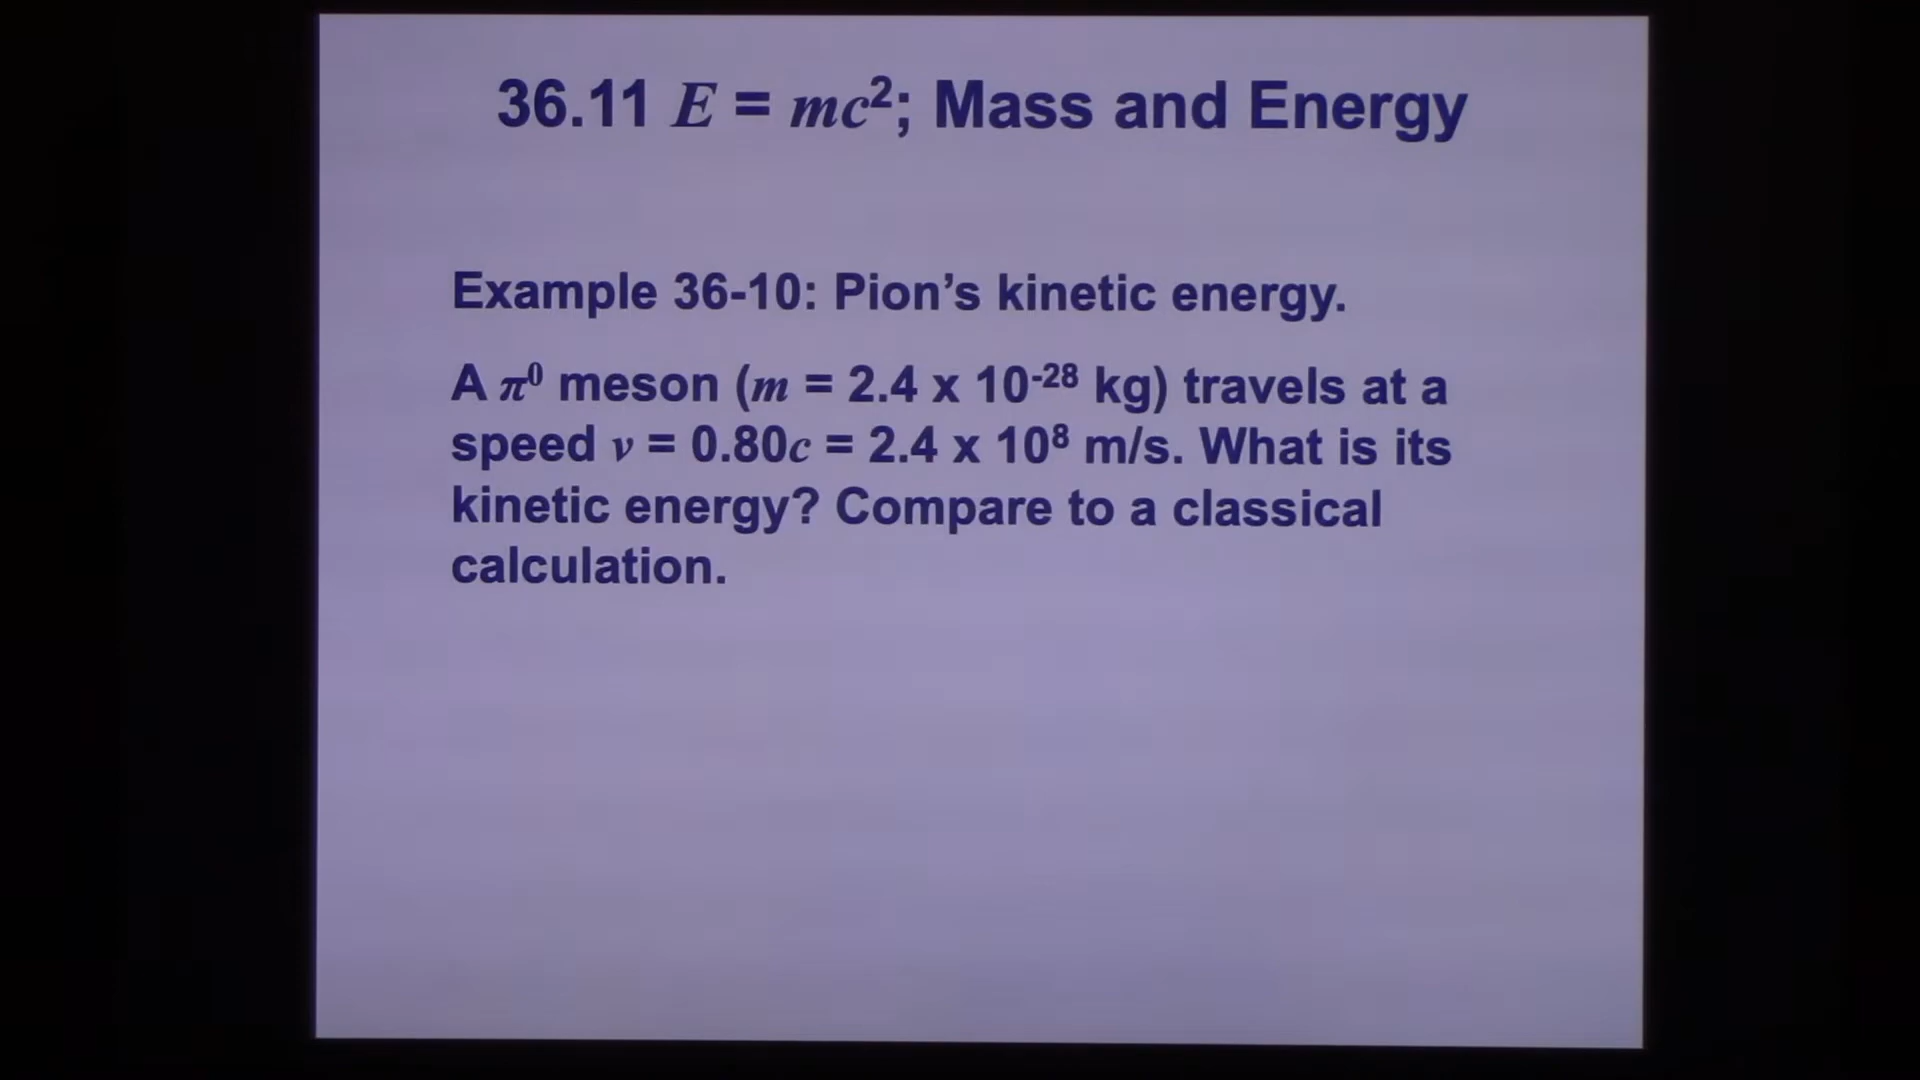 36.11 E = mc²; Mass and Energy
Example 36-10: Pion’s kinetic energy.
A π⁰ meson (m = 2.4 x 10⁻²⁸ kg) travels at a
speed v = 0.80c = 2.4 x 10⁸ m/s. What is its
kinetic energy? Compare to a classical
calculation.